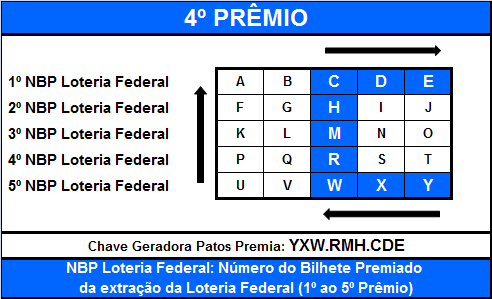 4º PRÊMIO
1º NBP Loteria Federal A B C D E
2º NBP Loteria Federal F G H I J
3º NBP Loteria Federal K L M N O
4º NBP Loteria Federal P Q R S T
5º NBP Loteria Federal U V W X Y
Chave Geradora Patos Premia: YXW.RMH.CDE
NBP Loteria Federal: Número do Bilhete Premiado
da extração da Loteria Federal (1º ao 5º Prêmio)